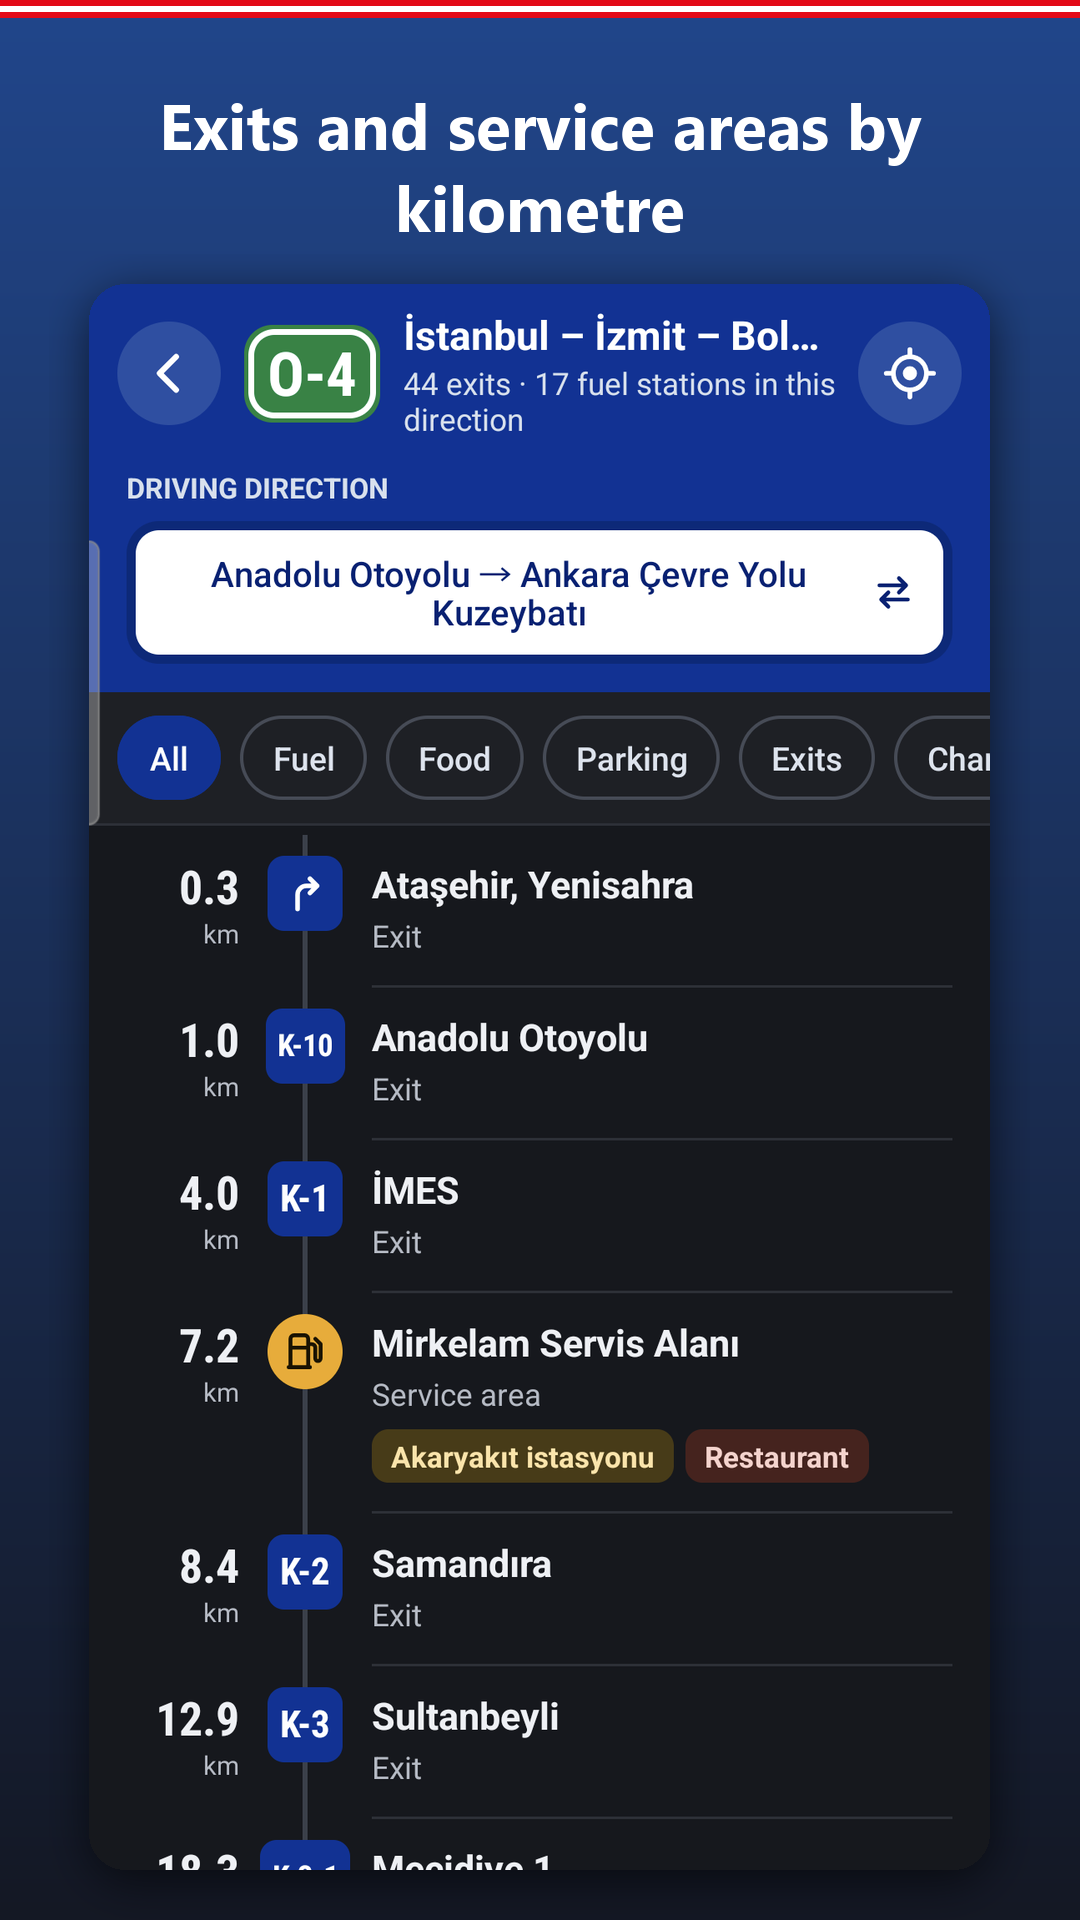 Exits and service areas by
kilometre
O-4
İstanbul – İzmit – Bol...
44 exits · 17 fuel stations in this
direction
DRIVING DIRECTION
Anadolu Otoyolu → Ankara Çevre Yolu
Kuzeybatı
All
Fuel
Food
Parking
Exits
Char
0.3
km
Ataşehir, Yenisahra
Exit
1.0
km
K-10
Anadolu Otoyolu
Exit
4.0
km
K-1
İMES
Exit
7.2
km
Mirkelam Servis Alanı
Service area
Akaryakıt istasyonu
Restaurant
8.4
km
K-2
Samandıra
Exit
12.9
km
K-3
Sultanbeyli
Exit
Mecidiye 1